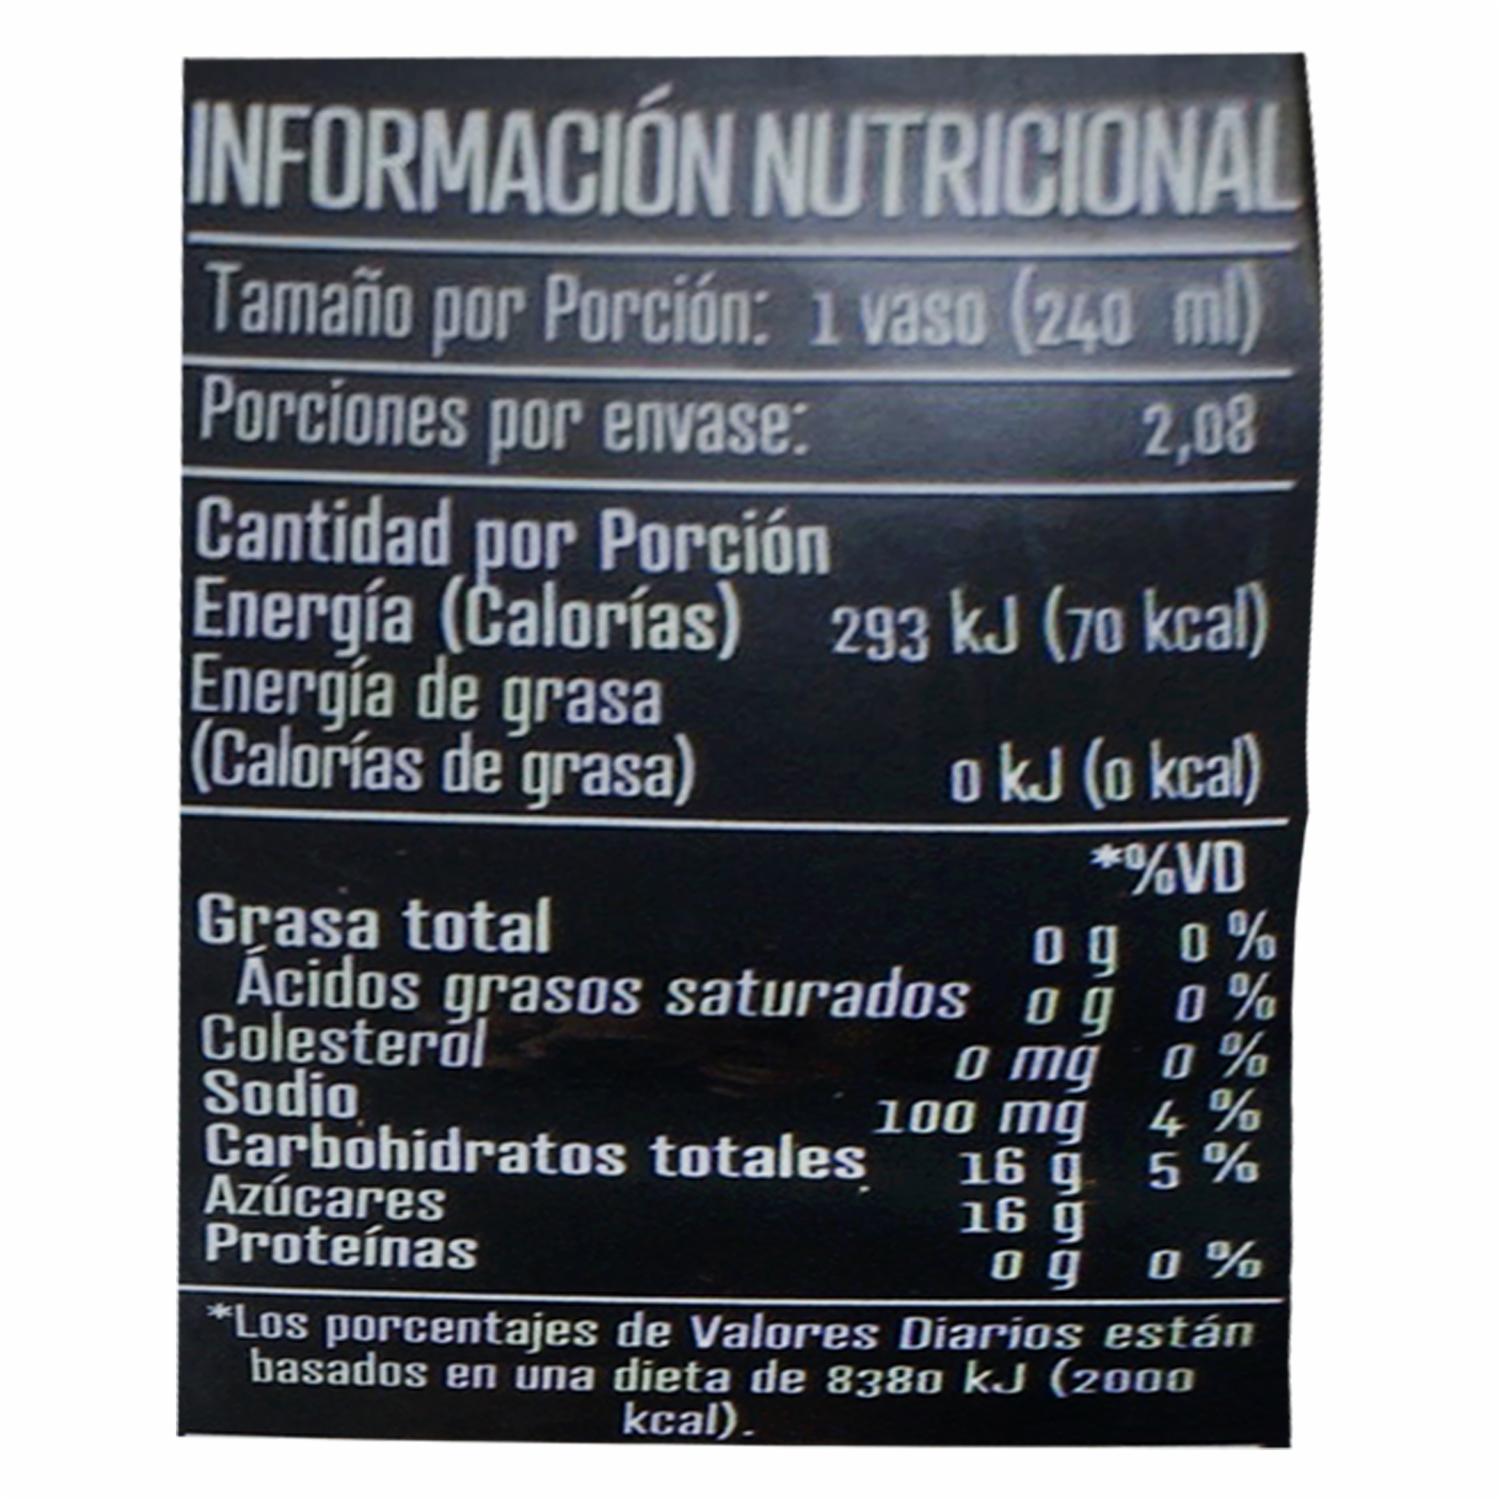 INFORMACIÓN NUTRICIONAL
Tamaño por Porción: 1 vaso (240 ml)
Porciones por envase: 2,08
Cantidad por Porción
Energía (Calorías) 293 kJ (70 kcal)
Energía de grasa
(Calorías de grasa) 0 kJ (0 kcal)
*%VD
Grasa total 0 g 0 %
Ácidos grasos saturados 0 g 0 %
Colesterol 0 mg 0 %
Sodio 100 mg 4 %
Carbohidratos totales 16 g 5 %
Azúcares 16 g
Proteínas 0 g 0 %
*Los porcentajes de Valores Diarios están
basados en una dieta de 8380 kJ (2000
kcal).